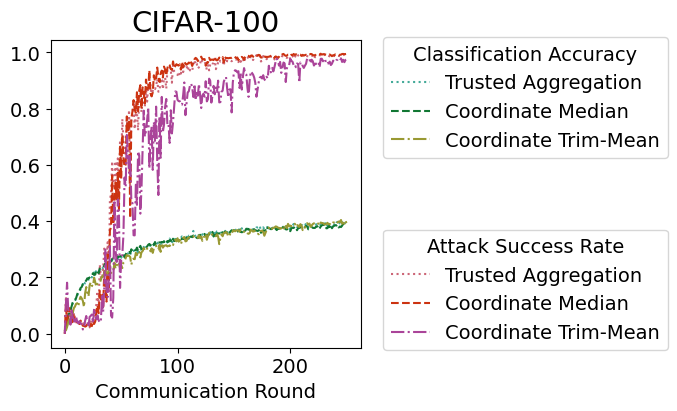 CIFAR-100
1.0
0.8
0.6
0.4
0.2
0.0
0
100
200
Communication Round
Classification Accuracy
Trusted Aggregation
Coordinate Median
Coordinate Trim-Mean
Attack Success Rate
Trusted Aggregation
Coordinate Median
Coordinate Trim-Mean